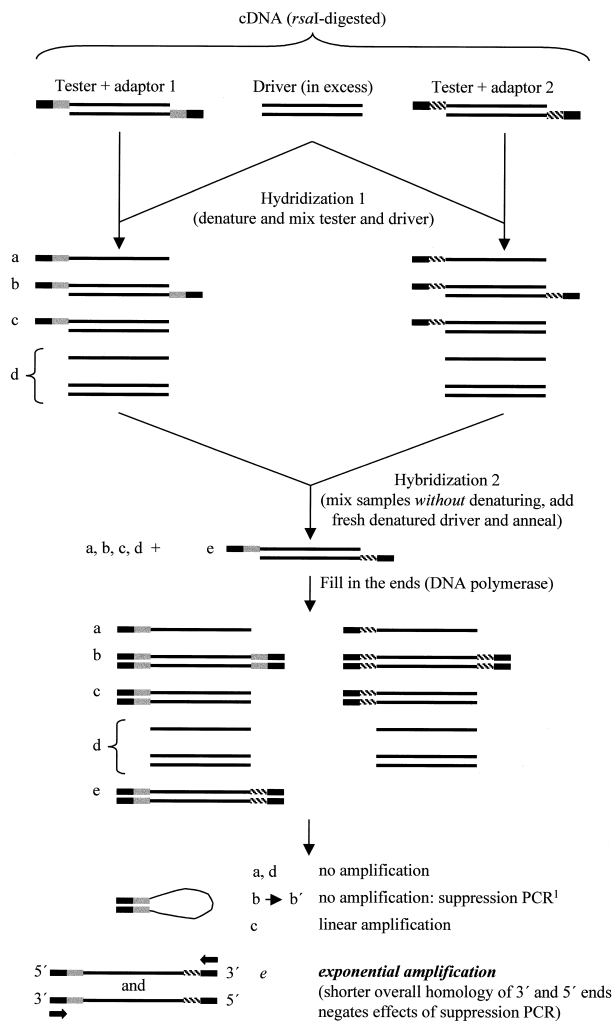 cDNA (rsaI-digested)
Tester + adaptor 1
Driver (in excess)
Tester + adaptor 2
Hydridization 1
(denature and mix tester and driver)
a
b
c
d
Hybridization 2
(mix samples without denaturing, add
fresh denatured driver and anneal)
a, b, c, d + e
Fill in the ends (DNA polymerase)
a
b
c
d
e
a, d no amplification
b b´ no amplification: suppression PCR1
c linear amplification
5´ 3´ e exponential amplification
and (shorter overall homology of 3´ and 5´ ends
3´ 5´ negates effects of suppression PCR)